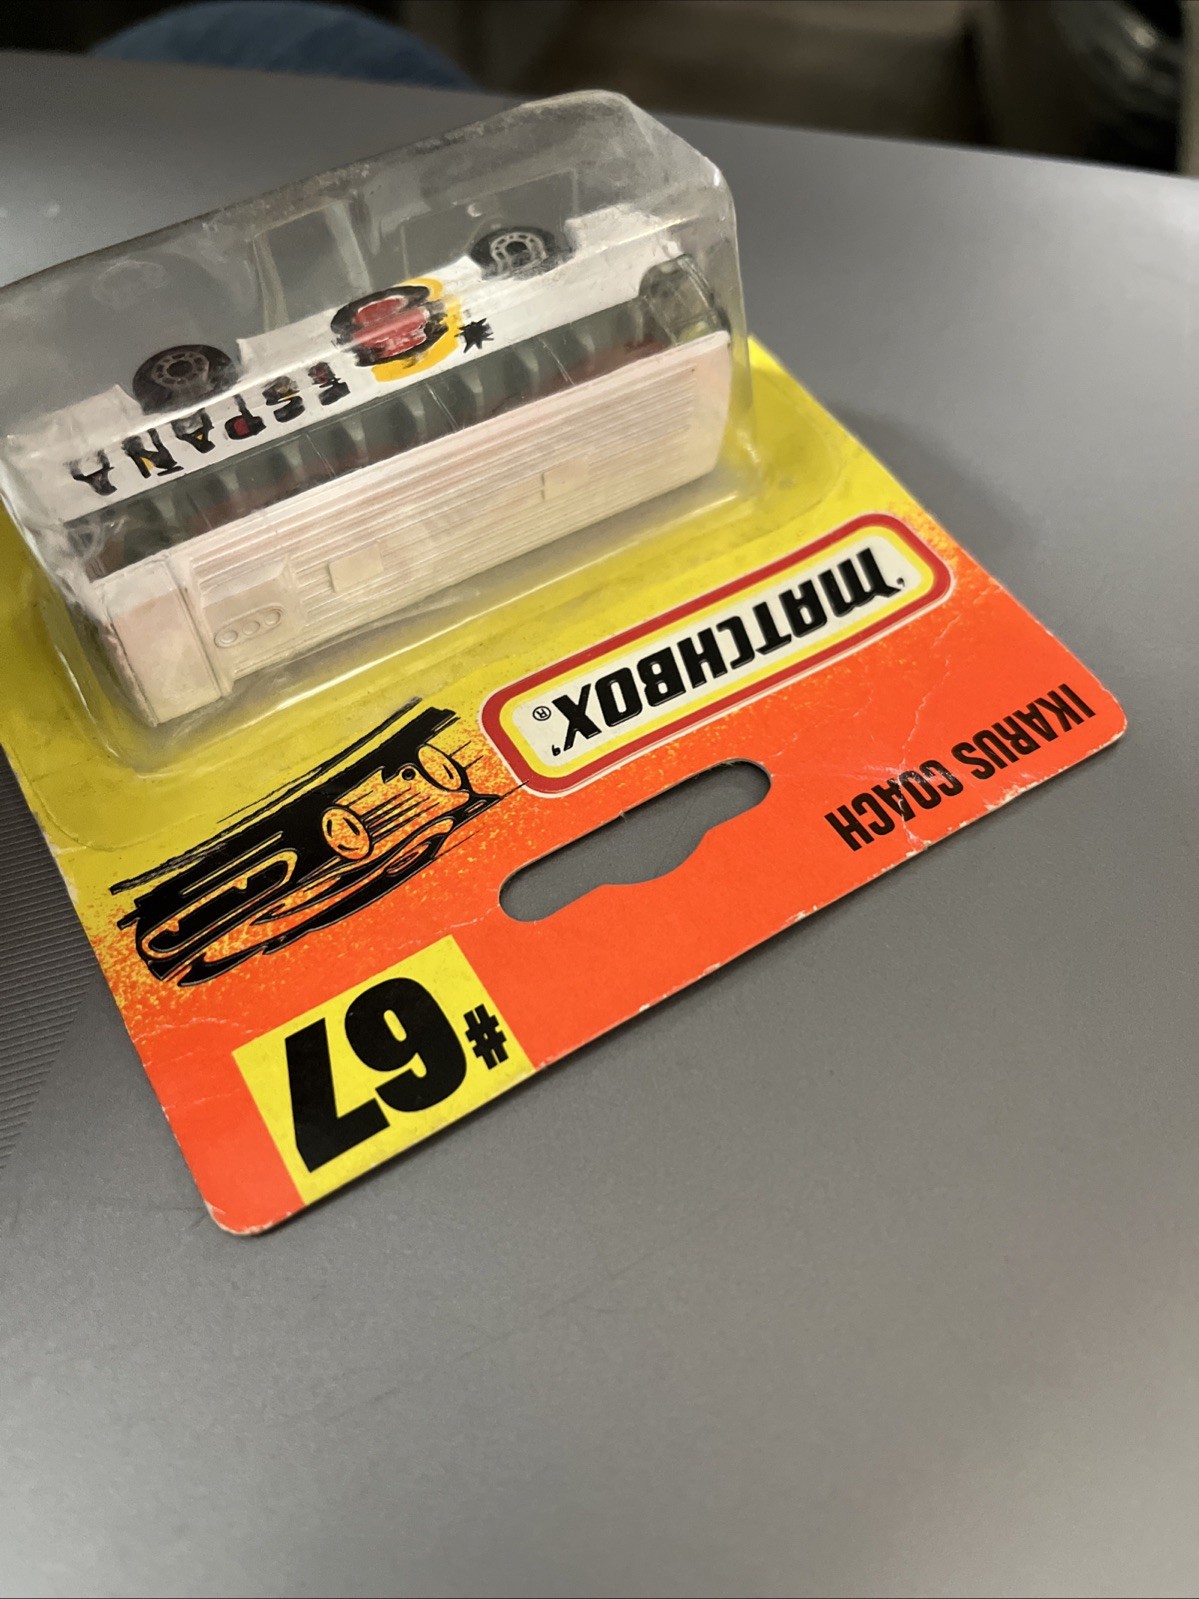 # 67
IKARUS COACH
'MATCHBOX'®
ESPAÑA